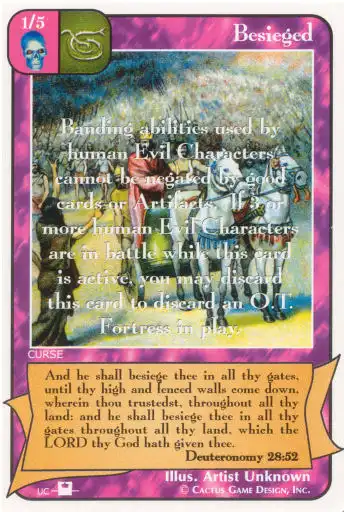 1/5
Besieged
Banding abilities used by
human Evil Characters
cannot be negated by good
cards or Artifacts. If 3 or
more human Evil Characters
are in battle while this card
is active, you may discard
this card to discard an O.T.
Fortress in play.
CURSE
And he shall besiege thee in all thy gates,
until thy high and fenced walls come down,
wherein thou trustedst, throughout all thy
land: and he shall besiege thee in all thy
gates throughout all thy land, which the
LORD thy God hath given thee.
Deuteronomy 28:52
Illus. Artist Unknown
UC
© CACTUS GAME DESIGN, INC.